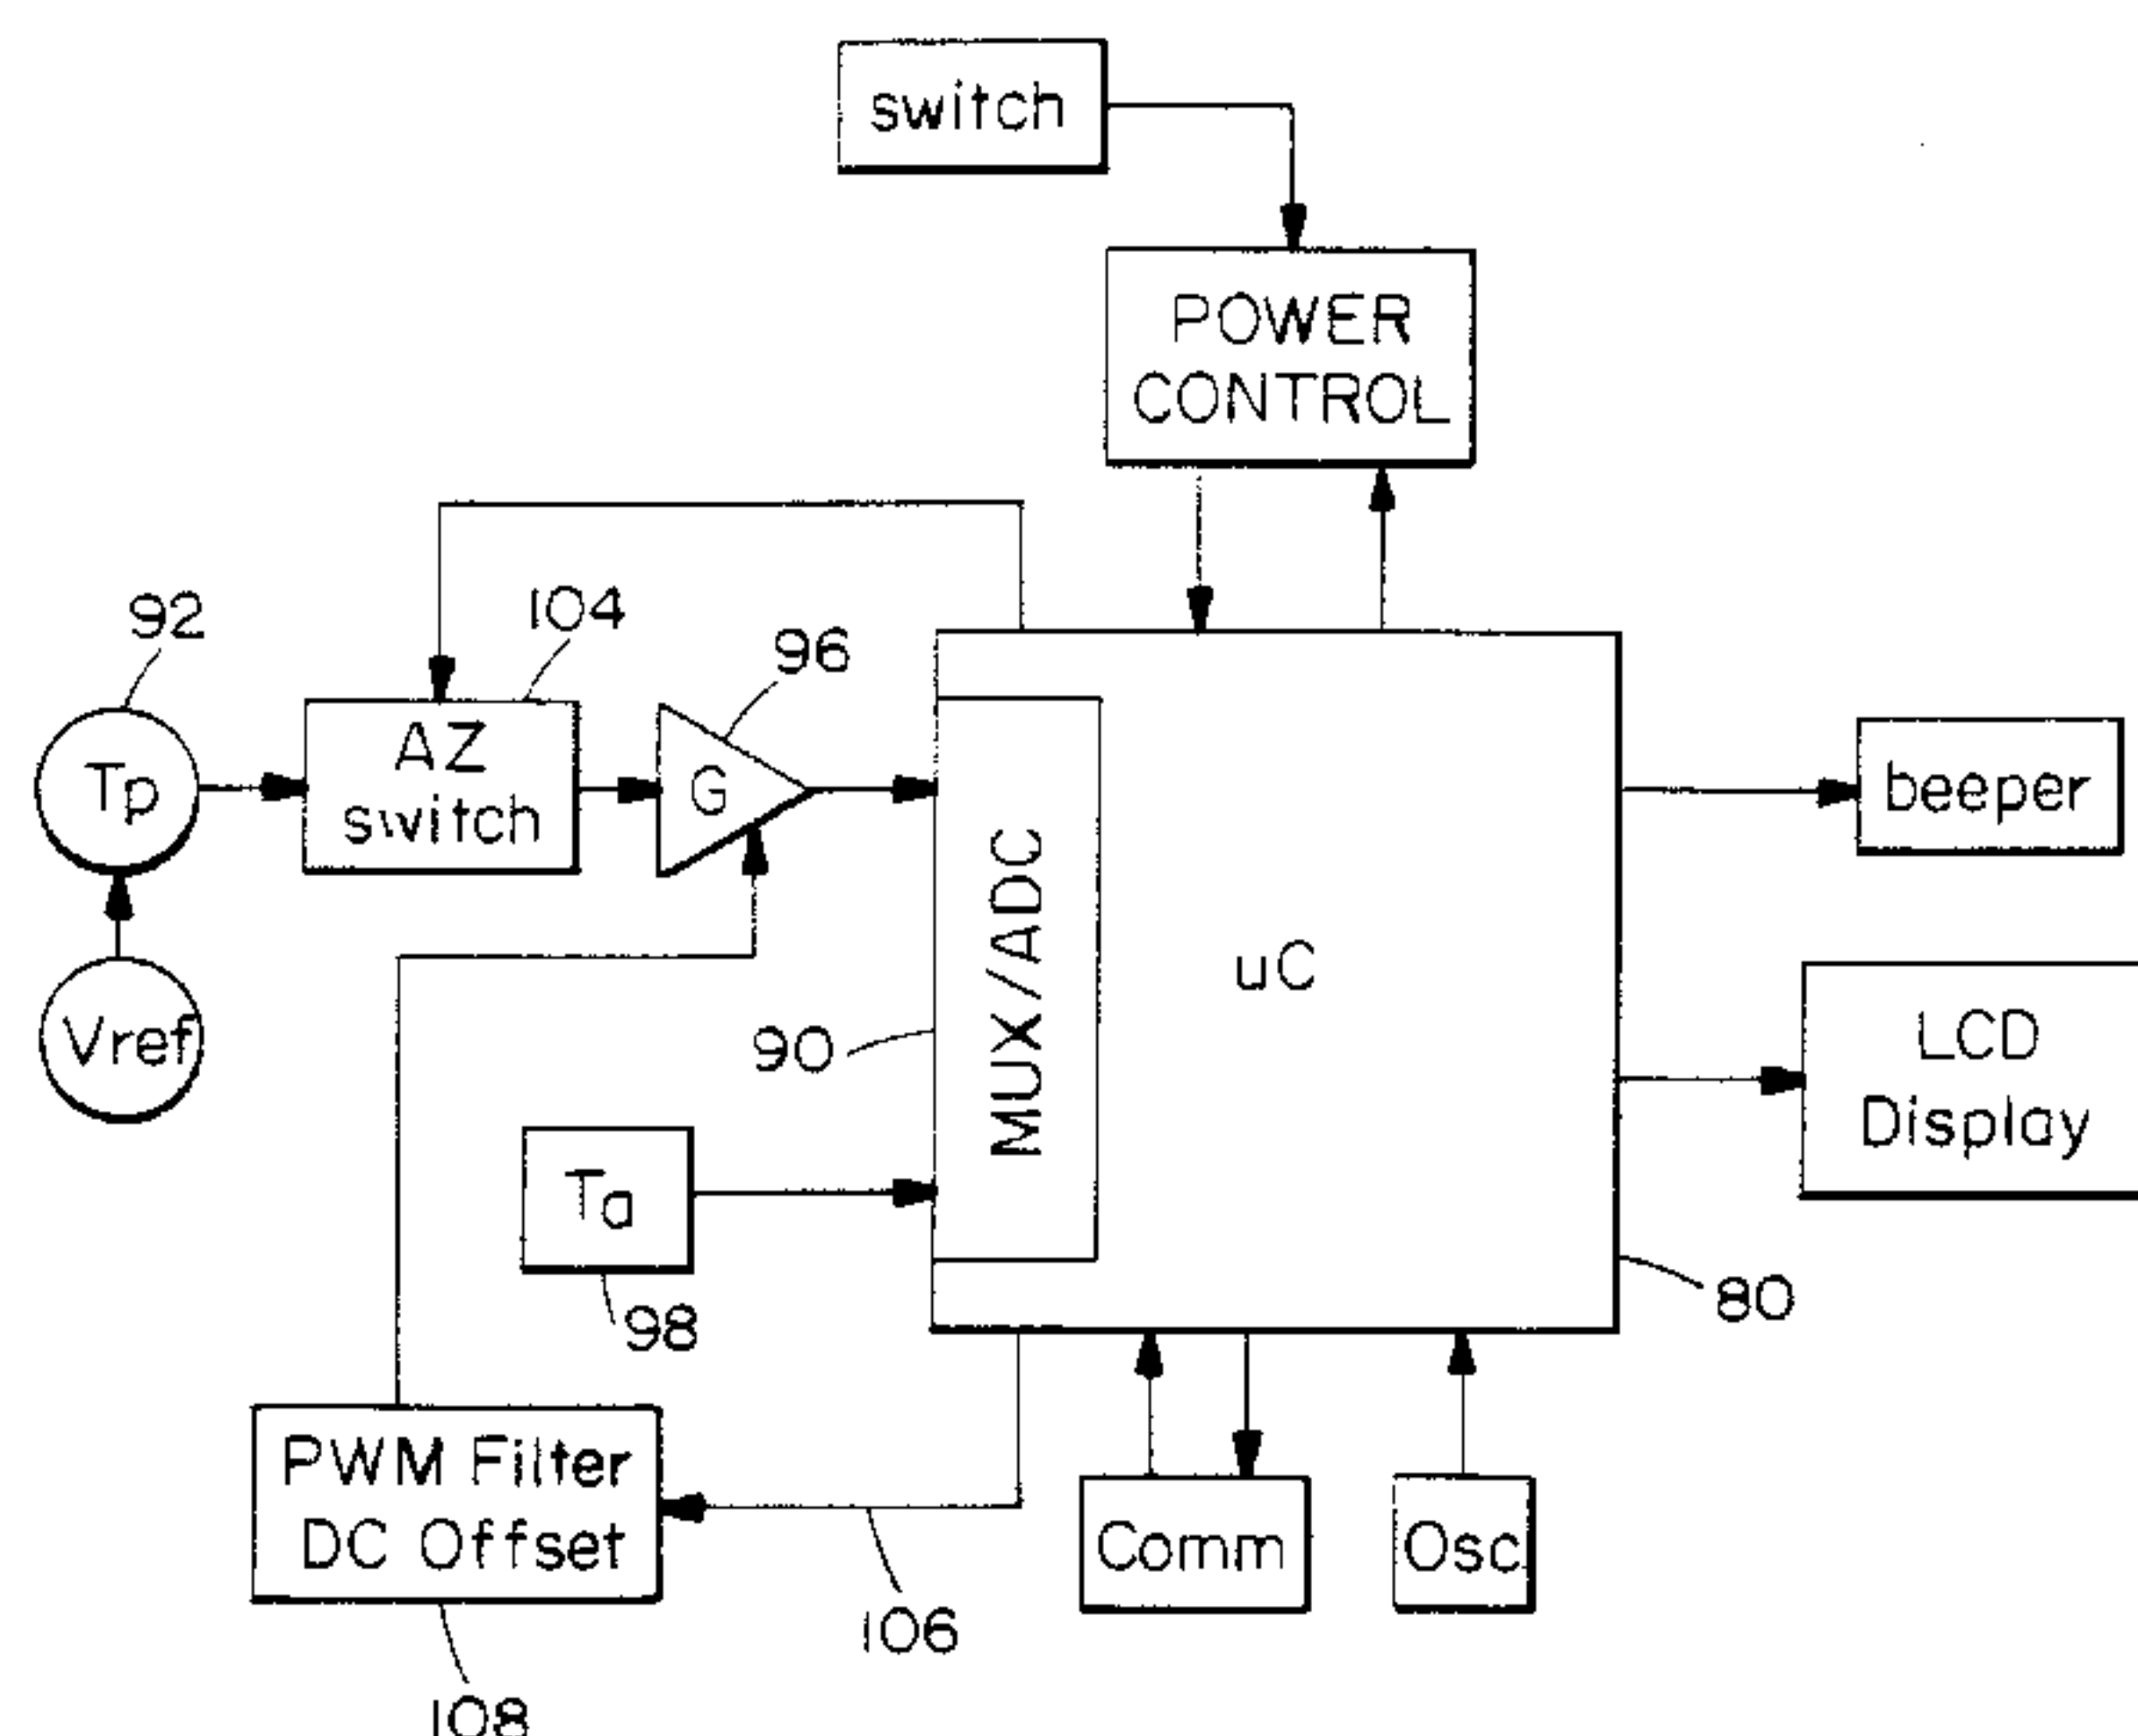 switch
POWER
CONTROL
92
104
96
Tp
AZ
switch
G
beeper
Vref
MUX/ADC
uC
90
LCD
Display
Ta
98
80
PWM Filter
DC Offset
Comm
Osc
106
108